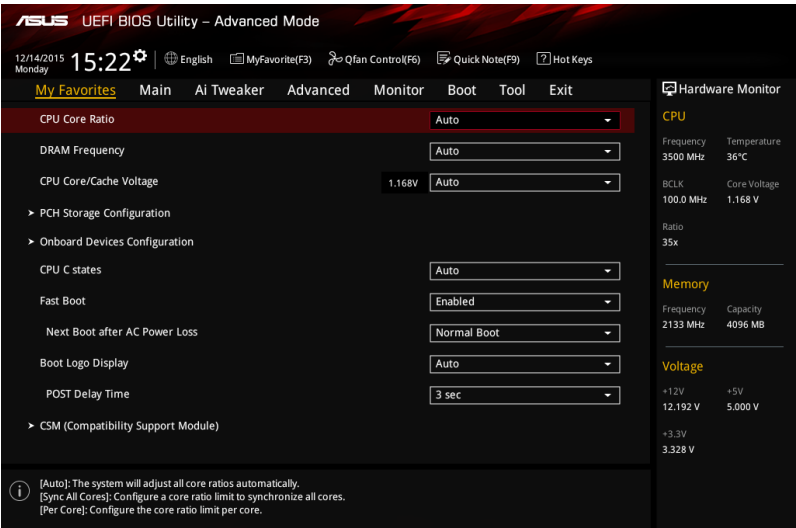 ASUS UEFI BIOS Utility – Advanced Mode
12/14/2015
Monday
15:22
English MyFavorite(F3) Qfan Control(F6) Quick Note(F9) ? Hot Keys
My Favorites Main Ai Tweaker Advanced Monitor Boot Tool Exit
CPU Core Ratio Auto
DRAM Frequency Auto
CPU Core/Cache Voltage 1.168V Auto
> PCH Storage Configuration
> Onboard Devices Configuration
CPU C states Auto
Fast Boot Enabled
Next Boot after AC Power Loss Normal Boot
Boot Logo Display Auto
POST Delay Time 3 sec
> CSM (Compatibility Support Module)
[Auto]: The system will adjust all core ratios automatically.
[Sync All Cores]: Configure a core ratio limit to synchronize all cores.
[Per Core]: Configure the core ratio limit per core.
Hardware Monitor
CPU
Frequency Temperature
3500 MHz 36°C
BCLK Core Voltage
100.0 MHz 1.168 V
Ratio
35x
Memory
Frequency Capacity
2133 MHz 4096 MB
Voltage
+12V +5V
12.192 V 5.000 V
+3.3V
3.328 V